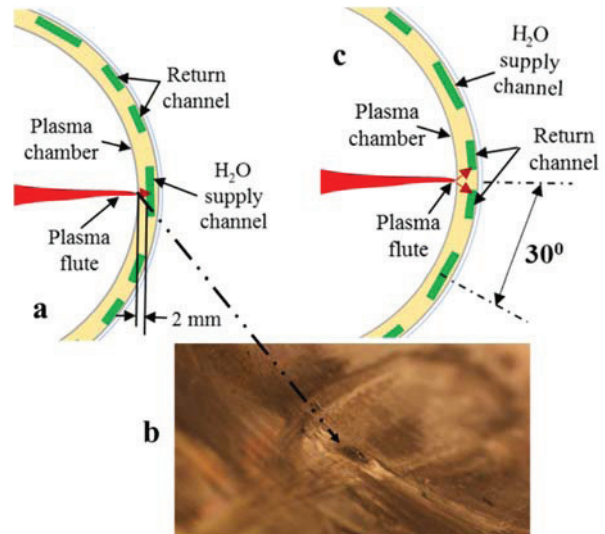 a
Return
channel
Plasma
chamber
H₂O
supply
channel
Plasma
flute
2 mm
b
c
H₂O
supply
channel
Plasma
chamber
Return
channel
Plasma
flute
30⁰